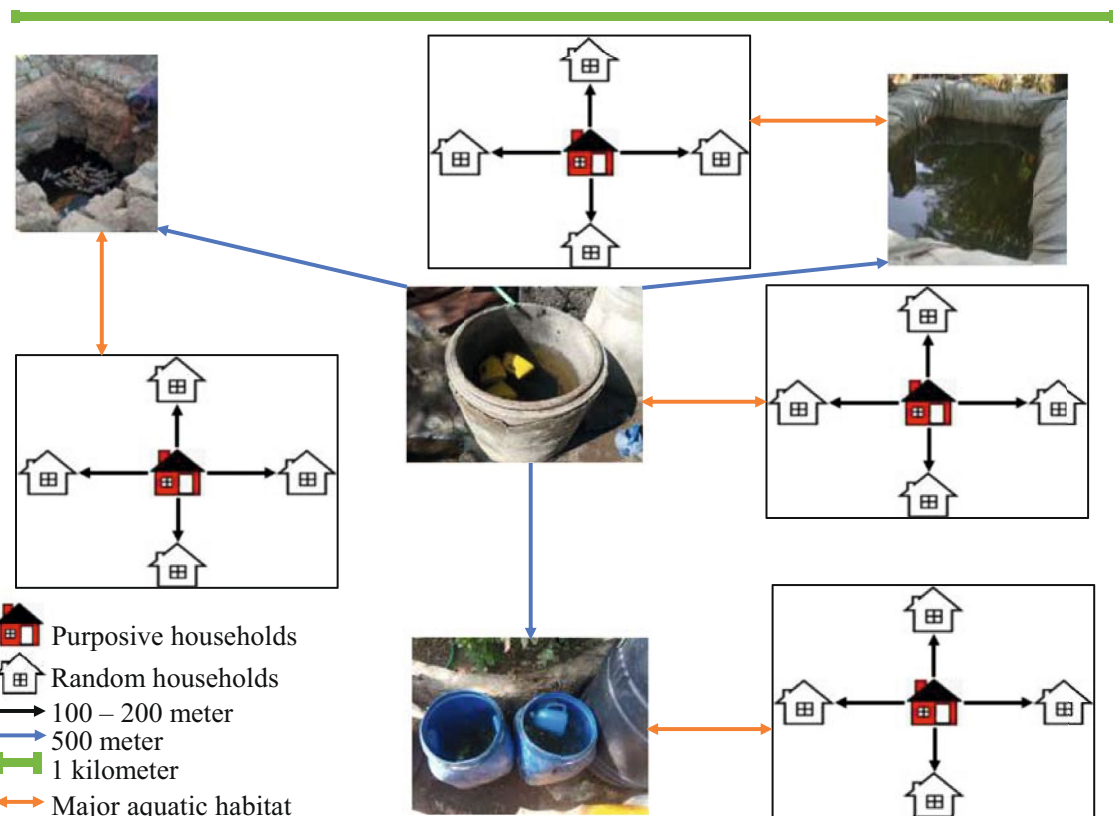 Purposive households
Random households
100 – 200 meter
500 meter
1 kilometer
Major aquatic habitat